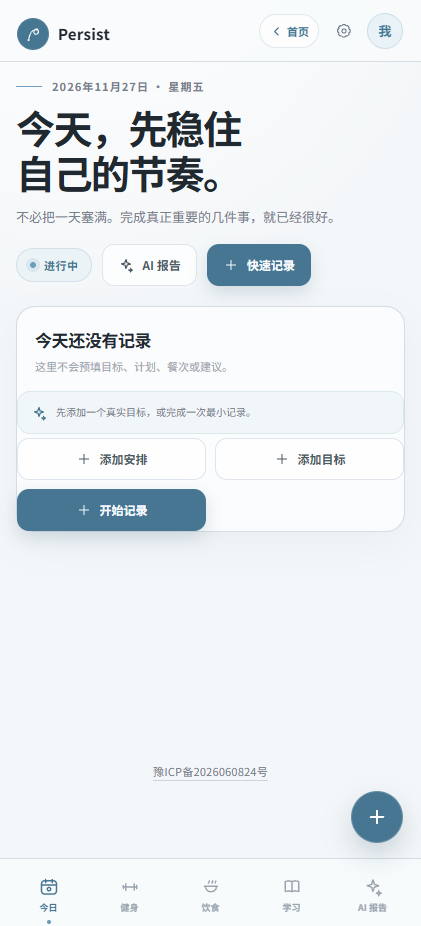 Persist
首页
我
2026年11月27日 · 星期五
今天，先稳住
自己的节奏。
不必把一天塞满。完成真正重要的几件事，就已经很好。
进行中
AI 报告
快速记录
今天还没有记录
这里不会预填目标、计划、餐次或建议。
先添加一个真实目标，或完成一次最小记录。
添加安排
添加目标
开始记录
豫ICP备2026060824号
今日
健身
饮食
学习
AI 报告